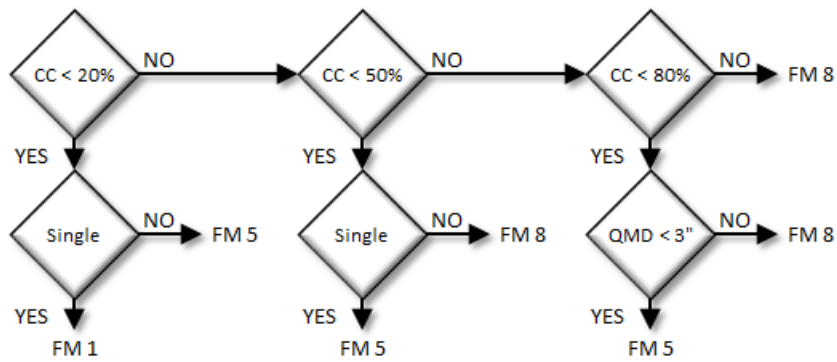 CC < 20%
NO
CC < 50%
NO
CC < 80%
NO
FM 8
YES
YES
YES
Single
NO
FM 5
Single
NO
FM 8
QMD < 3"
NO
FM 8
YES
FM 1
YES
FM 5
YES
FM 5